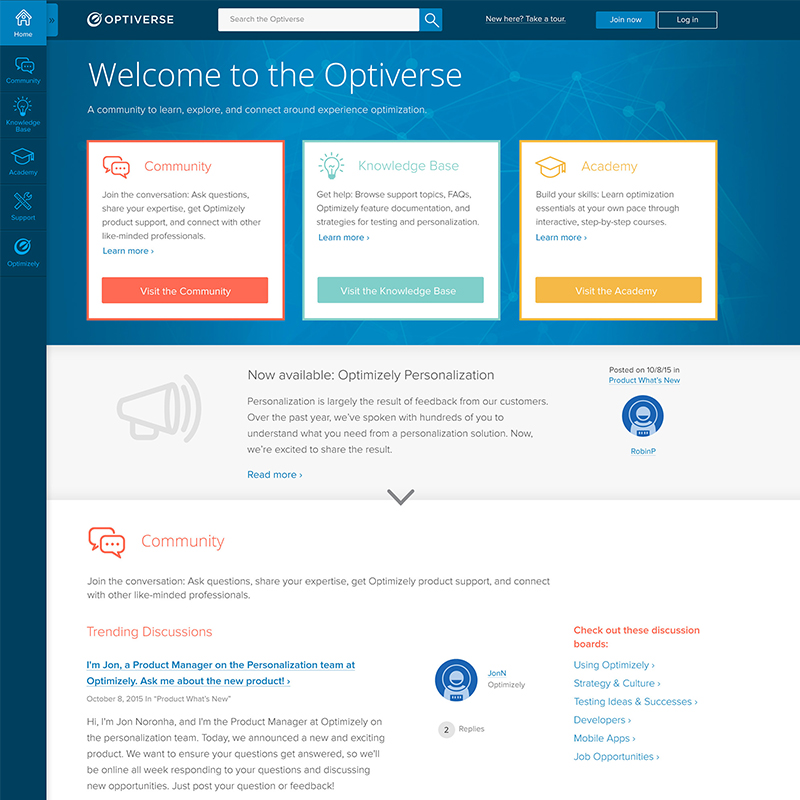 OPTIVERSE
Search the Optiverse
New here? Take a tour.
Join now
Log in
Home
Community
Knowledge
Base
Academy
Support
Optimizely
Welcome to the Optiverse
A community to learn, explore, and connect around experience optimization.
Community
Join the conversation: Ask questions,
share your expertise, get Optimizely
product support, and connect with other
like-minded professionals.
Learn more ›
Visit the Community
Knowledge Base
Get help: Browse support topics, FAQs,
Optimizely feature documentation, and
strategies for testing and personalization.
Learn more ›
Visit the Knowledge Base
Academy
Build your skills: Learn optimization
essentials at your own pace through
interactive, step-by-step courses.
Learn more ›
Visit the Academy
Now available: Optimizely Personalization
Personalization is largely the result of feedback from our customers.
Over the past year, we've spoken with hundreds of you to
understand what you need from a personalization solution. Now,
we're excited to share the result.
Read more ›
Posted on 10/8/15 in
Product What's New
RobinP
Community
Join the conversation: Ask questions, share your expertise, get Optimizely product support, and connect
with other like-minded professionals.
Trending Discussions
I'm Jon, a Product Manager on the Personalization team at
Optimizely. Ask me about the new product! ›
October 8, 2015 In "Product What's New"
Hi, I'm Jon Noronha, and I'm the Product Manager at Optimizely on
the personalization team. Today, we announced a new and exciting
product. We want to ensure your questions get answered, so we'll
be online all week responding to your questions and discussing
new opportunities. Just post your question or feedback!
JonN
Optimizely
2 Replies
Check out these discussion
boards:
Using Optimizely ›
Strategy & Culture ›
Testing Ideas & Successes ›
Developers ›
Mobile Apps ›
Job Opportunities ›